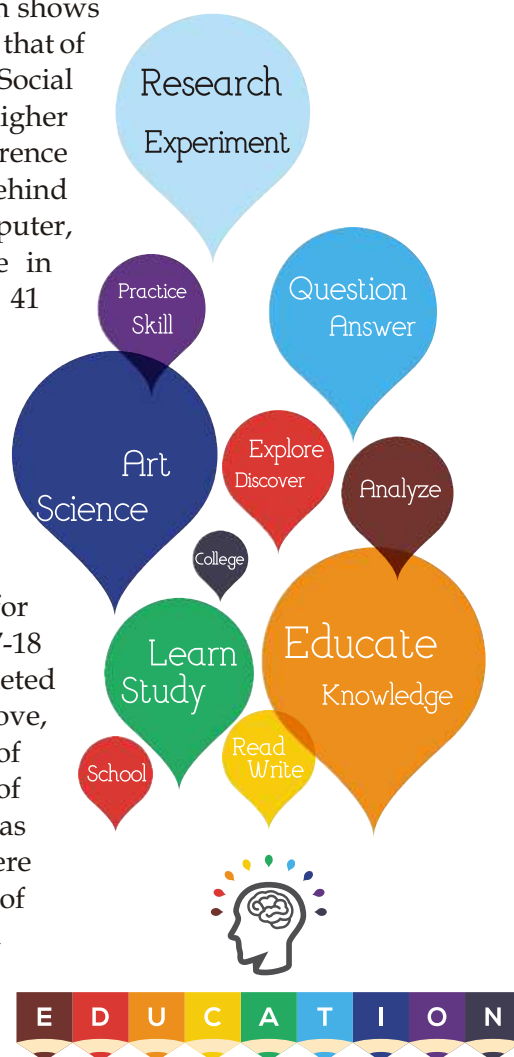 n shows
that of
Social
igher
rence
ehind
puter,
e in
41
for
7-18
eted
ove,
of
of
as
ere
of
Research
Experiment
Practice
Skill
Question
Answer
Art
Science
Explore
Discover
Analyze
College
Learn
Study
Educate
Knowledge
School
Read
Write
EDUCATION